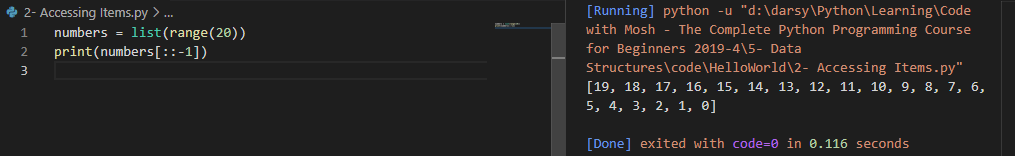 2- Accessing Items.py > ...
1 numbers = list(range(20))
2 print(numbers[::-1])
3
[Running] python -u "d:\darsy\Python\Learning\Code
with Mosh - The Complete Python Programming Course
for Beginners 2019-4\5- Data
Structures\code\HelloWorld\2- Accessing Items.py"
[19, 18, 17, 16, 15, 14, 13, 12, 11, 10, 9, 8, 7, 6,
5, 4, 3, 2, 1, 0]
[Done] exited with code=0 in 0.116 seconds